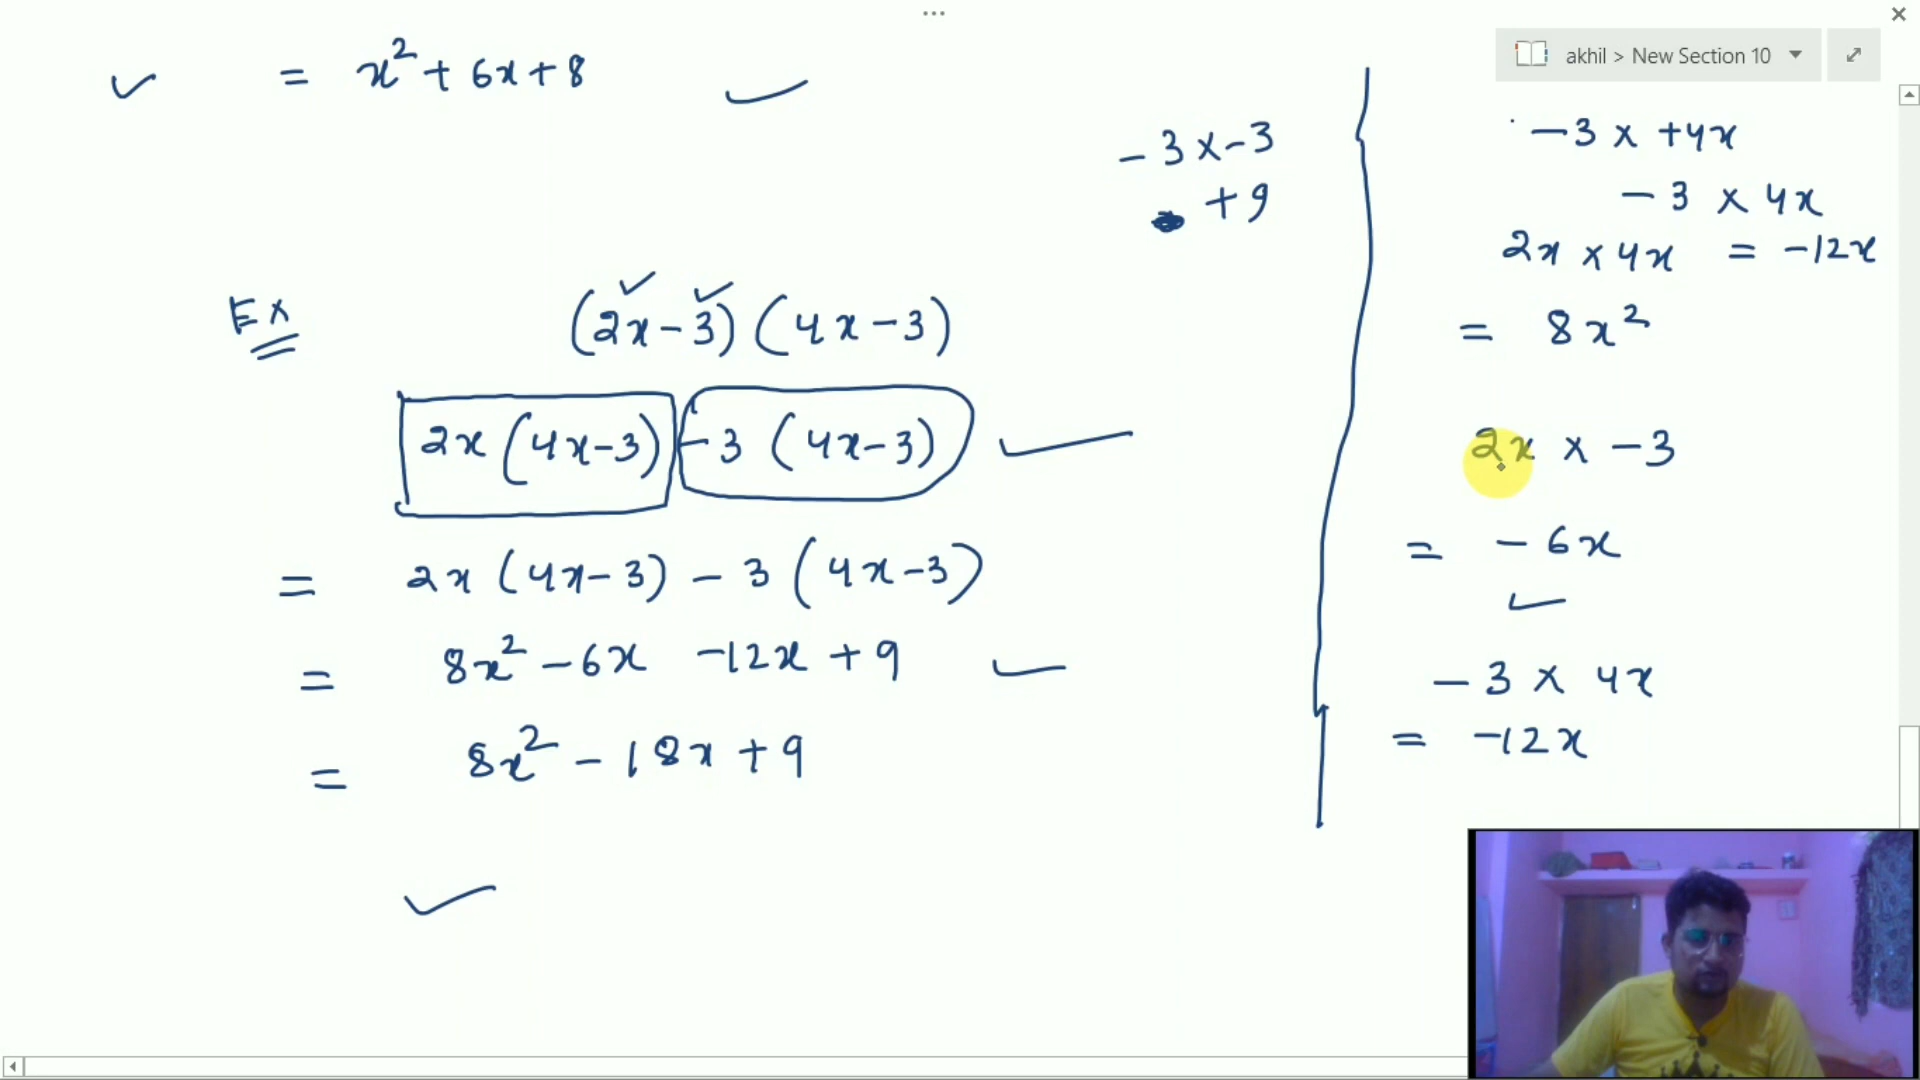 ...
akhil > New Section 10
= x² + 6x + 8
- 3 x - 3
+ 9
Ex
(2x - 3) (4x - 3)
2x (4x - 3) - 3 (4x - 3)
= 2x (4x - 3) - 3 (4x - 3)
= 8x² - 6x - 12x + 9
= 8x² - 18x + 9
- 3 x + 4x
- 3 x 4x
2x x 4x = -12x
= 8x²
2x x - 3
= - 6x
- 3 x 4x
= -12x